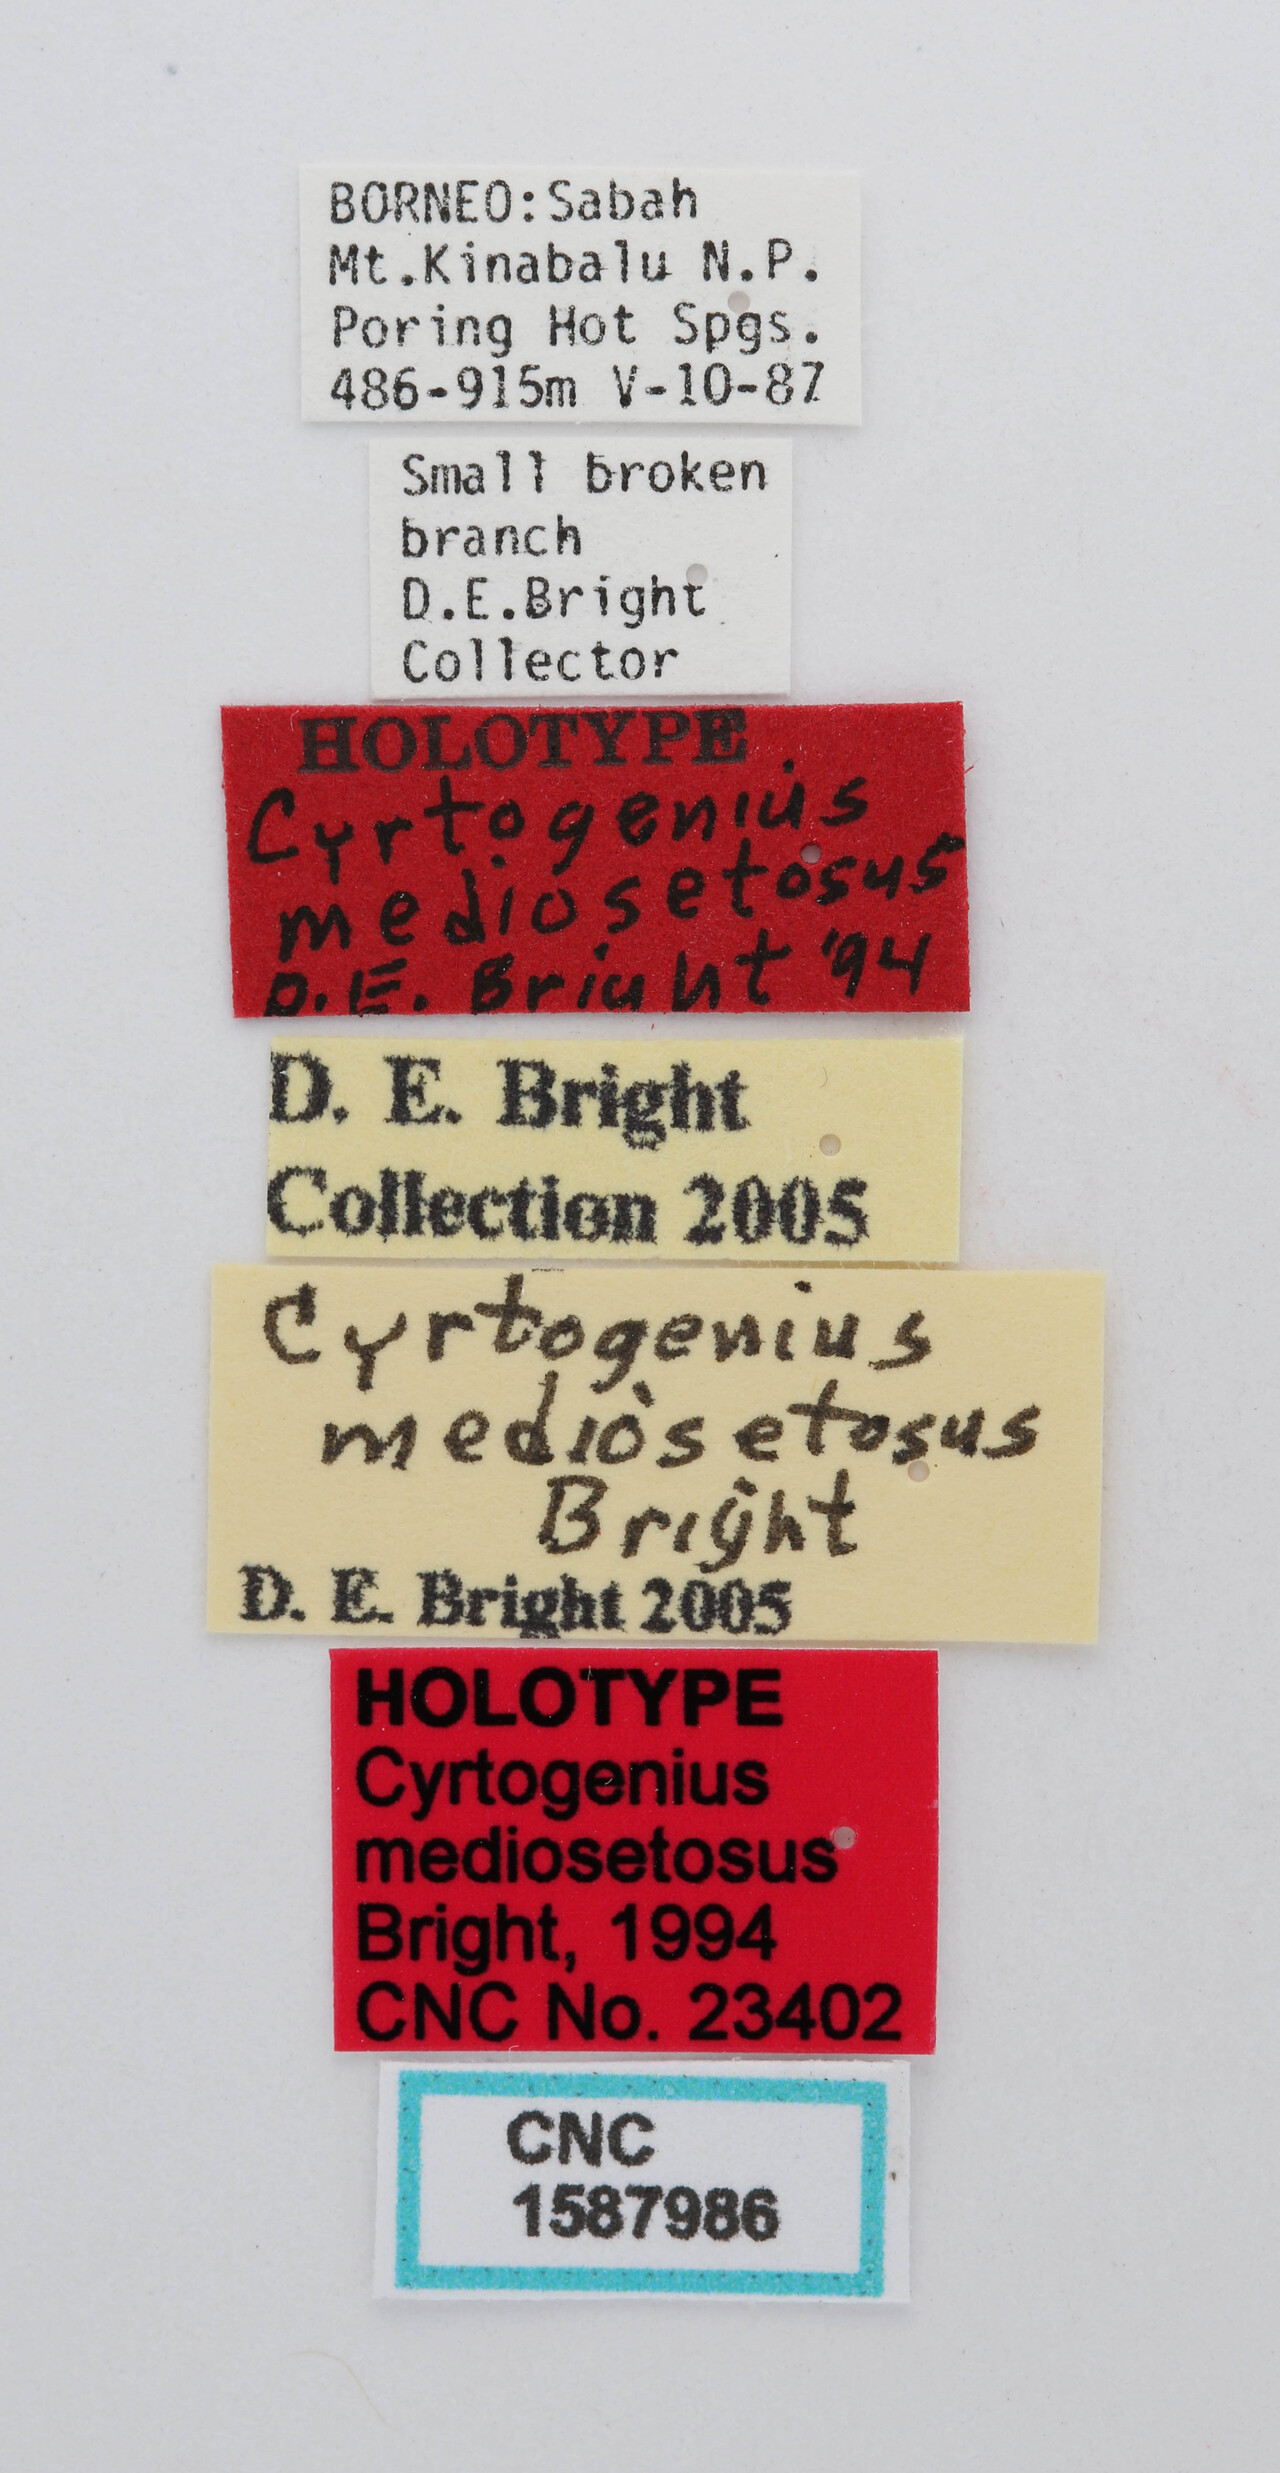 BORNEO:Sabah
Mt.Kinabalu N.P.
Poring Hot Spgs.
486-915m V-10-87
Small broken
branch
D.E.Bright
Collector
HOLOTYPE
Cyrtogenius
mediosetosus
D.E. Bright '94
D. E. Bright
Collection 2005
Cyrtogenius
mediosetosus
Bright
D. E. Bright 2005
HOLOTYPE
Cyrtogenius
mediosetosus
Bright, 1994
CNC No. 23402
CNC
1587986